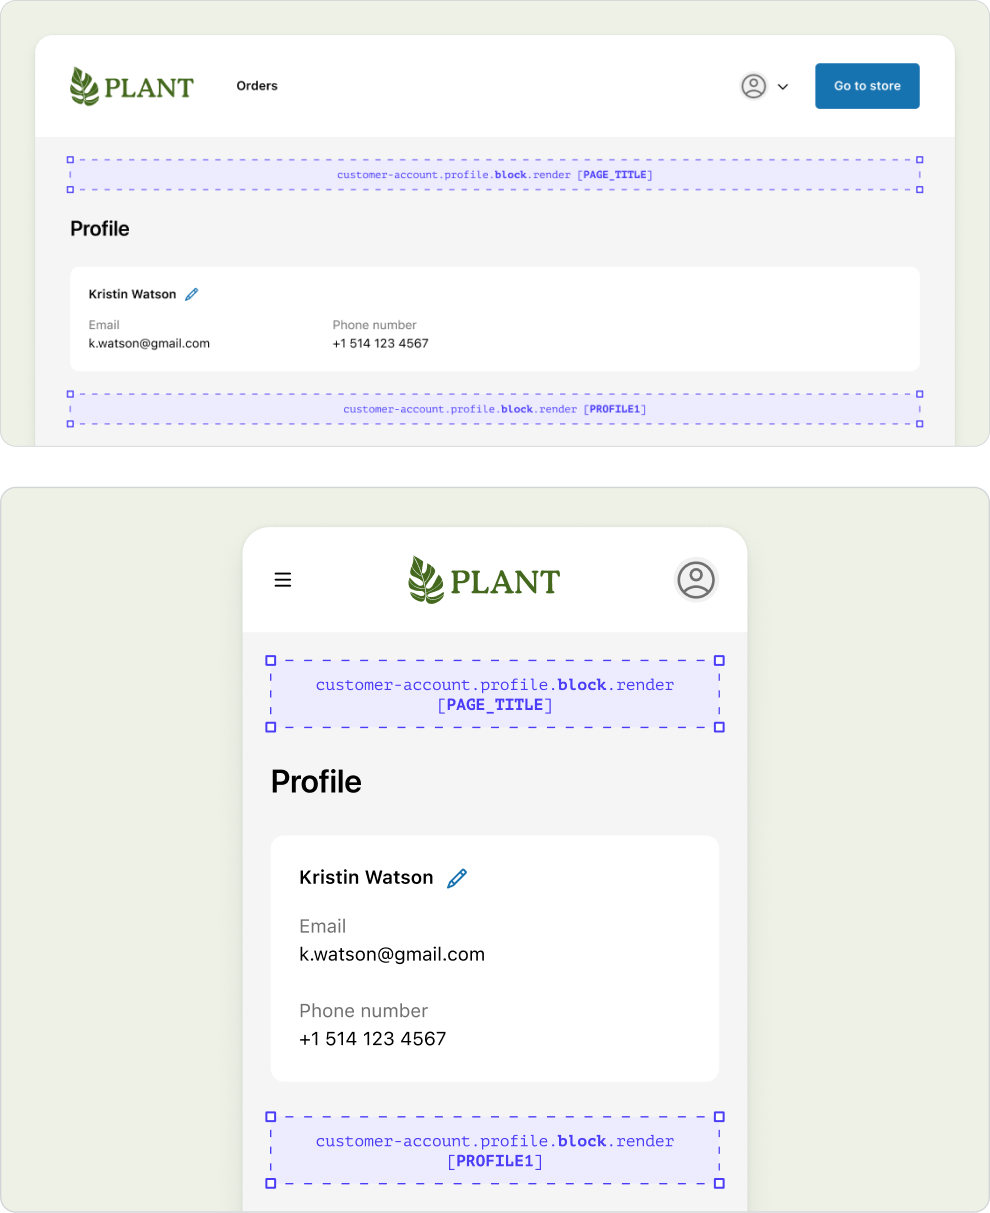 PLANT
Orders
Go to store
customer-account.profile.block.render [PAGE_TITLE]
Profile
Kristin Watson
Email
Phone number
k.watson@gmail.com
+1 514 123 4567
customer-account.profile.block.render [PROFILE1]
PLANT
customer-account.profile.block.render
[PAGE_TITLE]
Profile
Kristin Watson
Email
k.watson@gmail.com
Phone number
+1 514 123 4567
customer-account.profile.block.render
[PROFILE1]